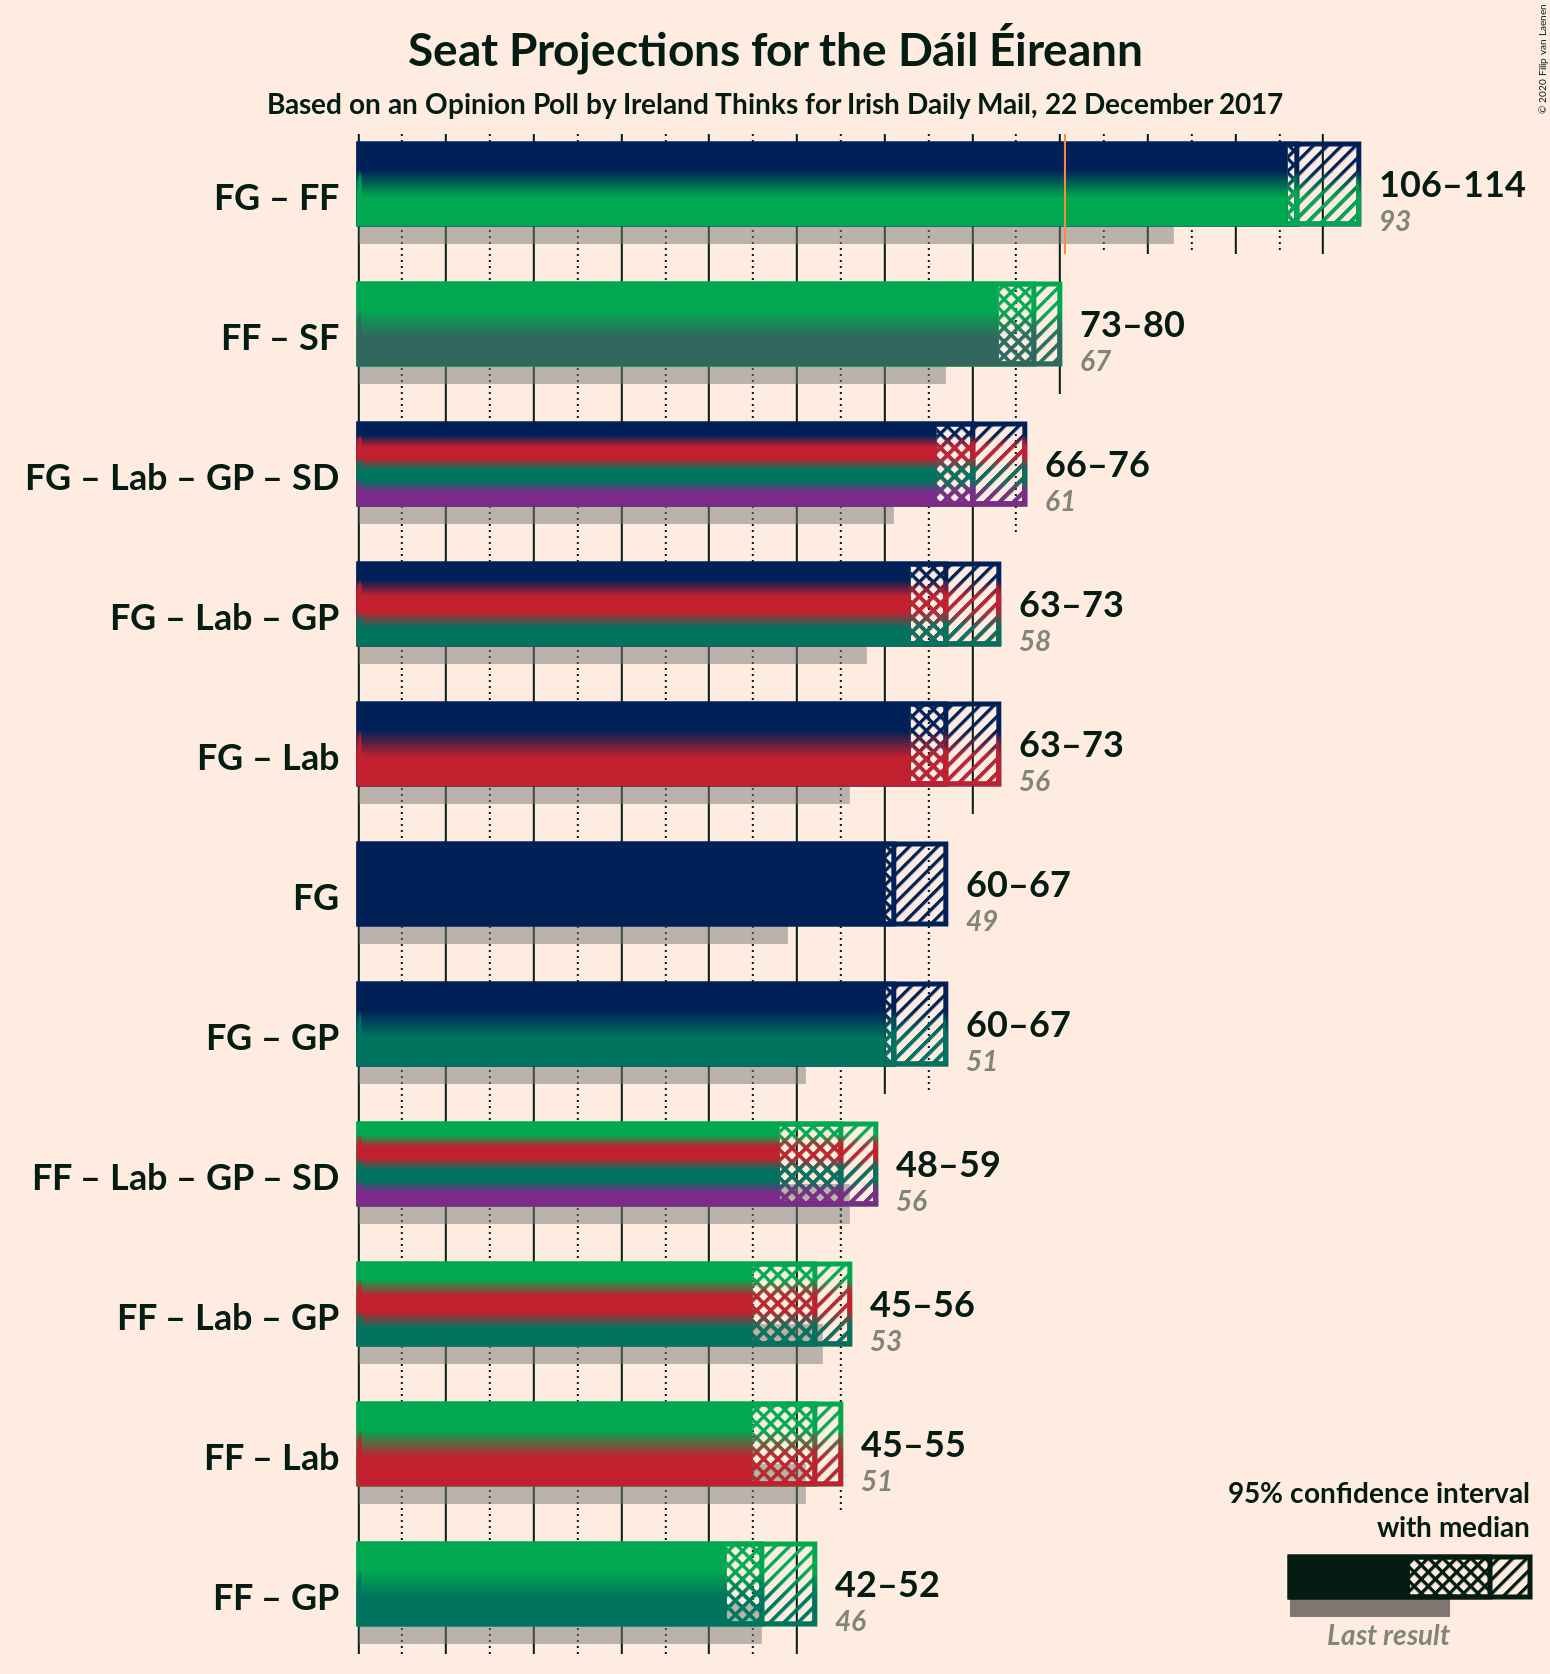 Seat Projections for the Dáil Éireann
Based on an Opinion Poll by Ireland Thinks for Irish Daily Mail, 22 December 2017
© 2020 Filip van Laenen
FG – FF
106–114
93
FF – SF
73–80
67
FG – Lab – GP – SD
66–76
61
FG – Lab – GP
63–73
58
FG – Lab
63–73
56
FG
60–67
49
FG – GP
60–67
51
FF – Lab – GP – SD
48–59
56
FF – Lab – GP
45–56
53
FF – Lab
45–55
51
FF – GP
42–52
46
95% confidence interval
with median
Last result